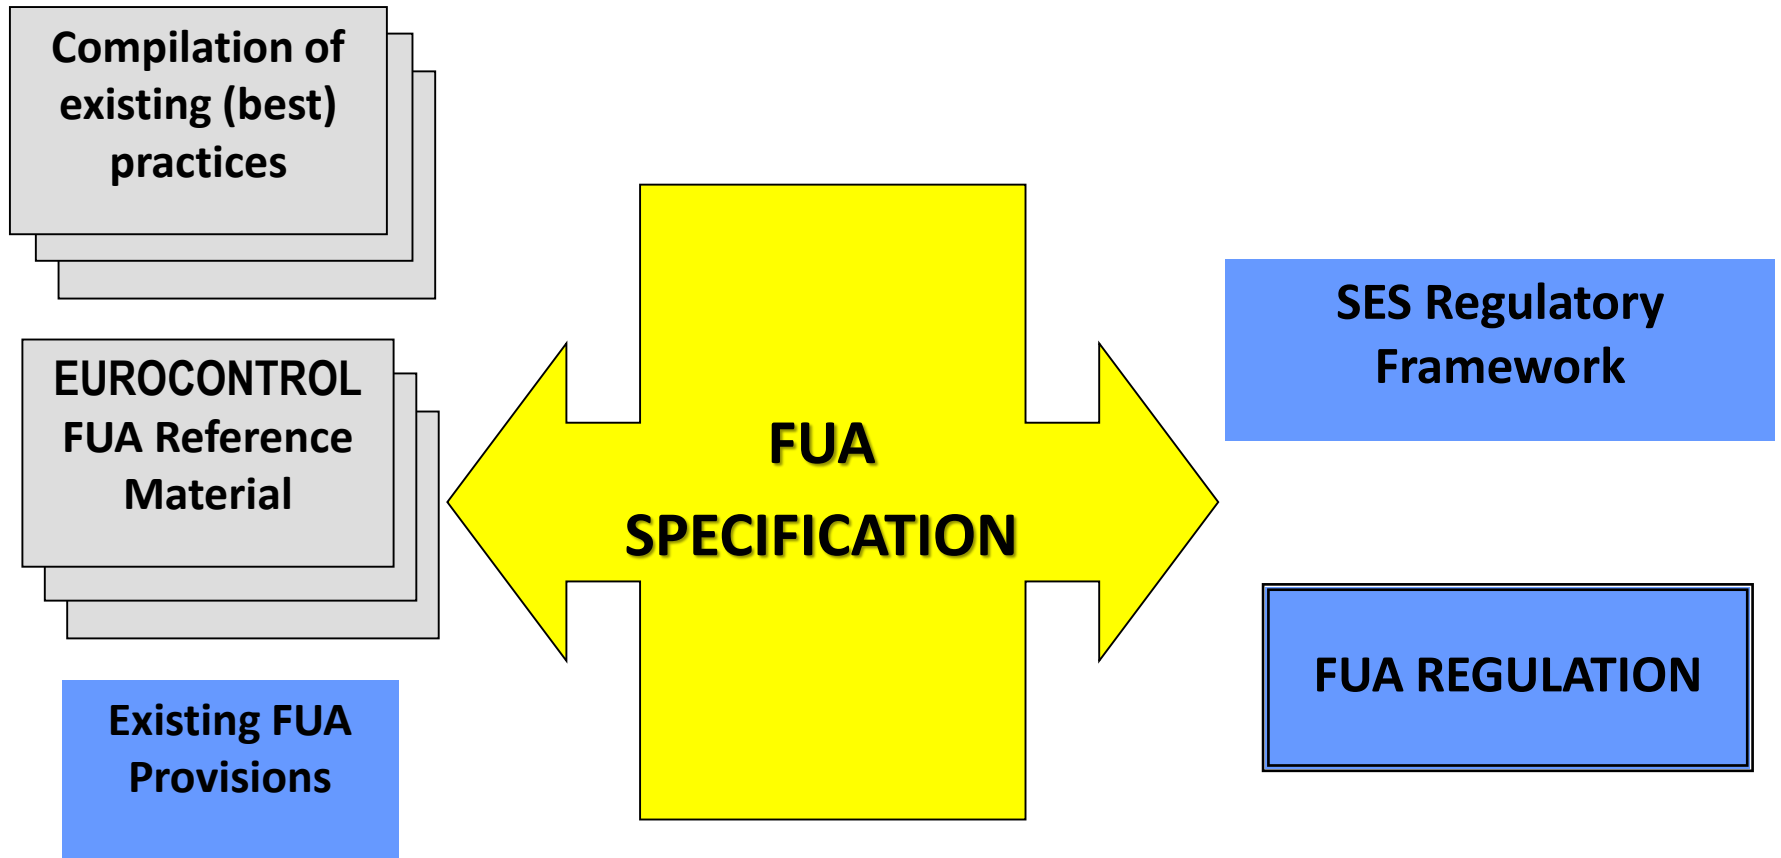 Compilation of
existing (best)
practices
EUROCONTROL
FUA Reference
Material
Existing FUA
Provisions
FUA
SPECIFICATION
SES Regulatory
Framework
FUA REGULATION